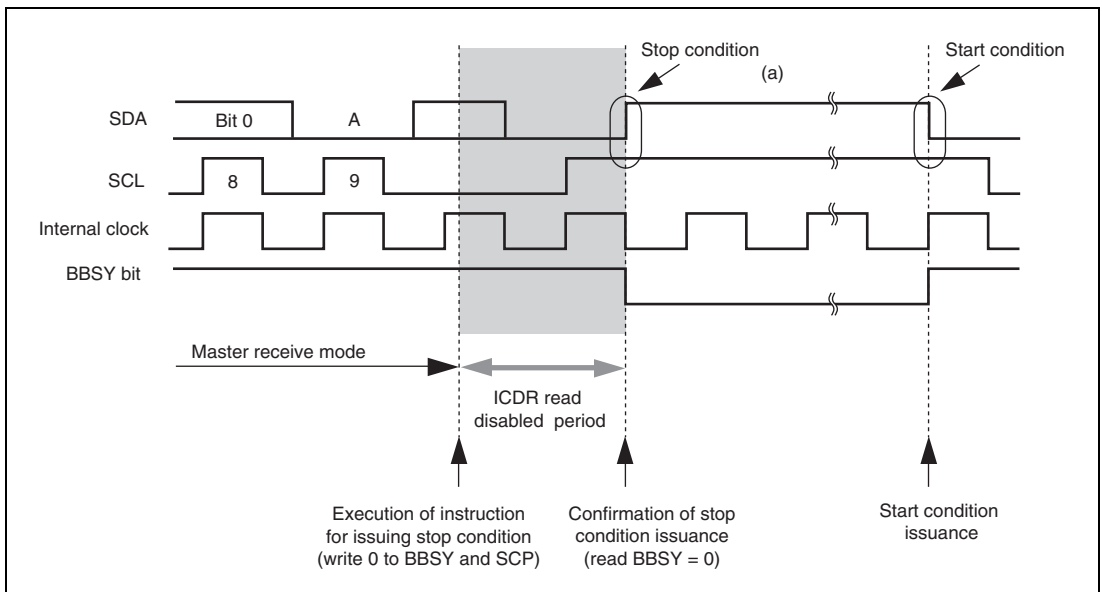 Stop condition
(a)
Start condition
SDA
Bit 0
A
SCL
8
9
Internal clock
BBSY bit
Master receive mode
ICDR read
disabled period
Execution of instruction
for issuing stop condition
(write 0 to BBSY and SCP)
Confirmation of stop
condition issuance
(read BBSY = 0)
Start condition
issuance